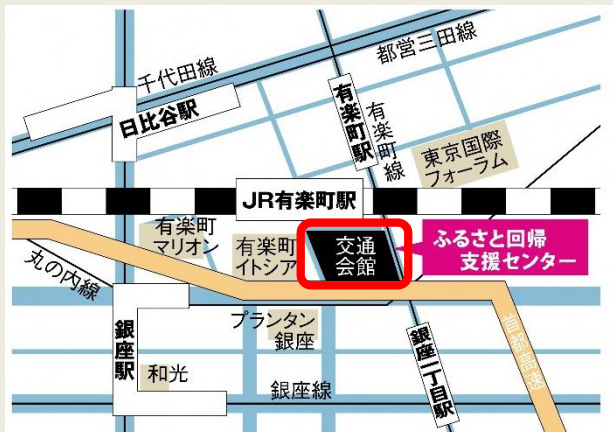 千代田線
都営三田線
日比谷駅
有楽町駅
有楽町線
東京国際
フォーラム
JR有楽町駅
有楽町
マリオン
有楽町
イトシア
交通
会館
ふるさと回帰
支援センター
丸の内線
プランタン
銀座
首都高速
銀座駅
和光
銀座一丁目駅
銀座線